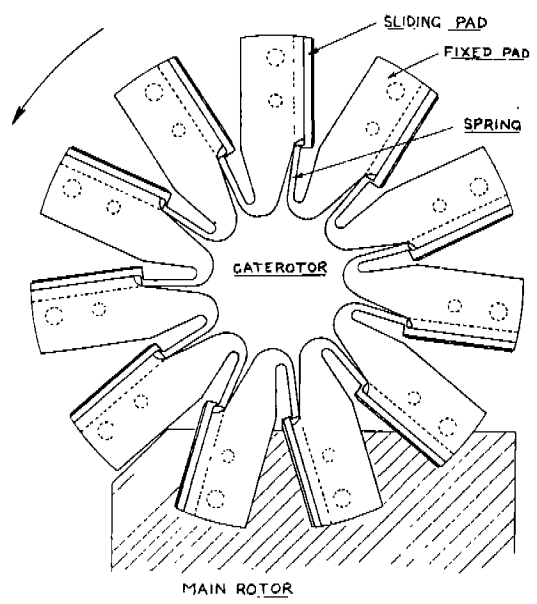 SLIDING PAD
FIXED PAD
SPRING
GATEROTOR
MAIN ROTOR